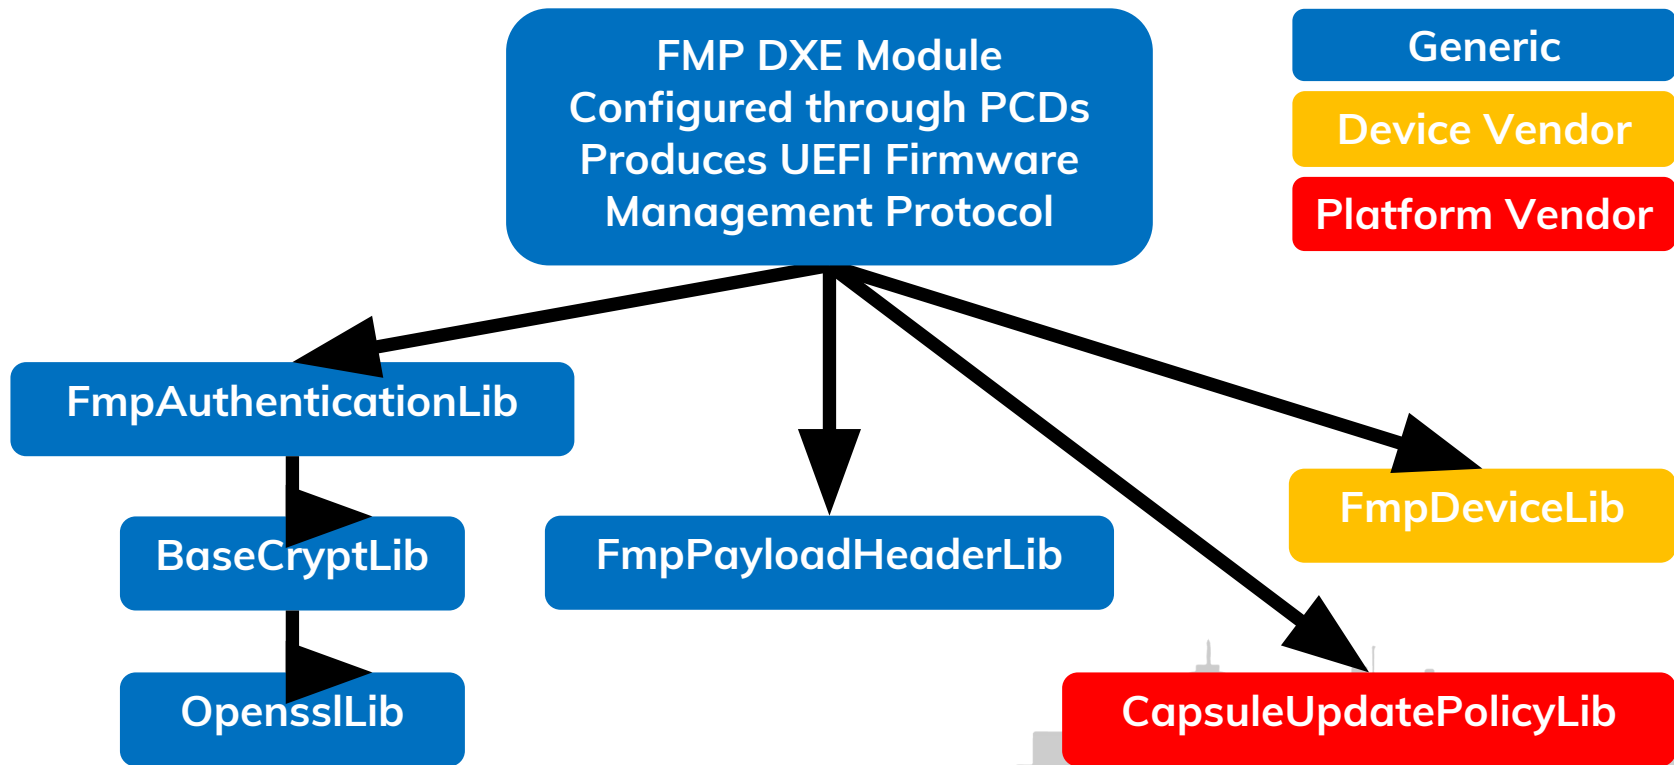 FMP DXE Module
Configured through PCDs
Produces UEFI Firmware
Management Protocol
Generic
Device Vendor
Platform Vendor
FmpAuthenticationLib
BaseCryptLib
OpensslLib
FmpPayloadHeaderLib
FmpDeviceLib
CapsuleUpdatePolicyLib